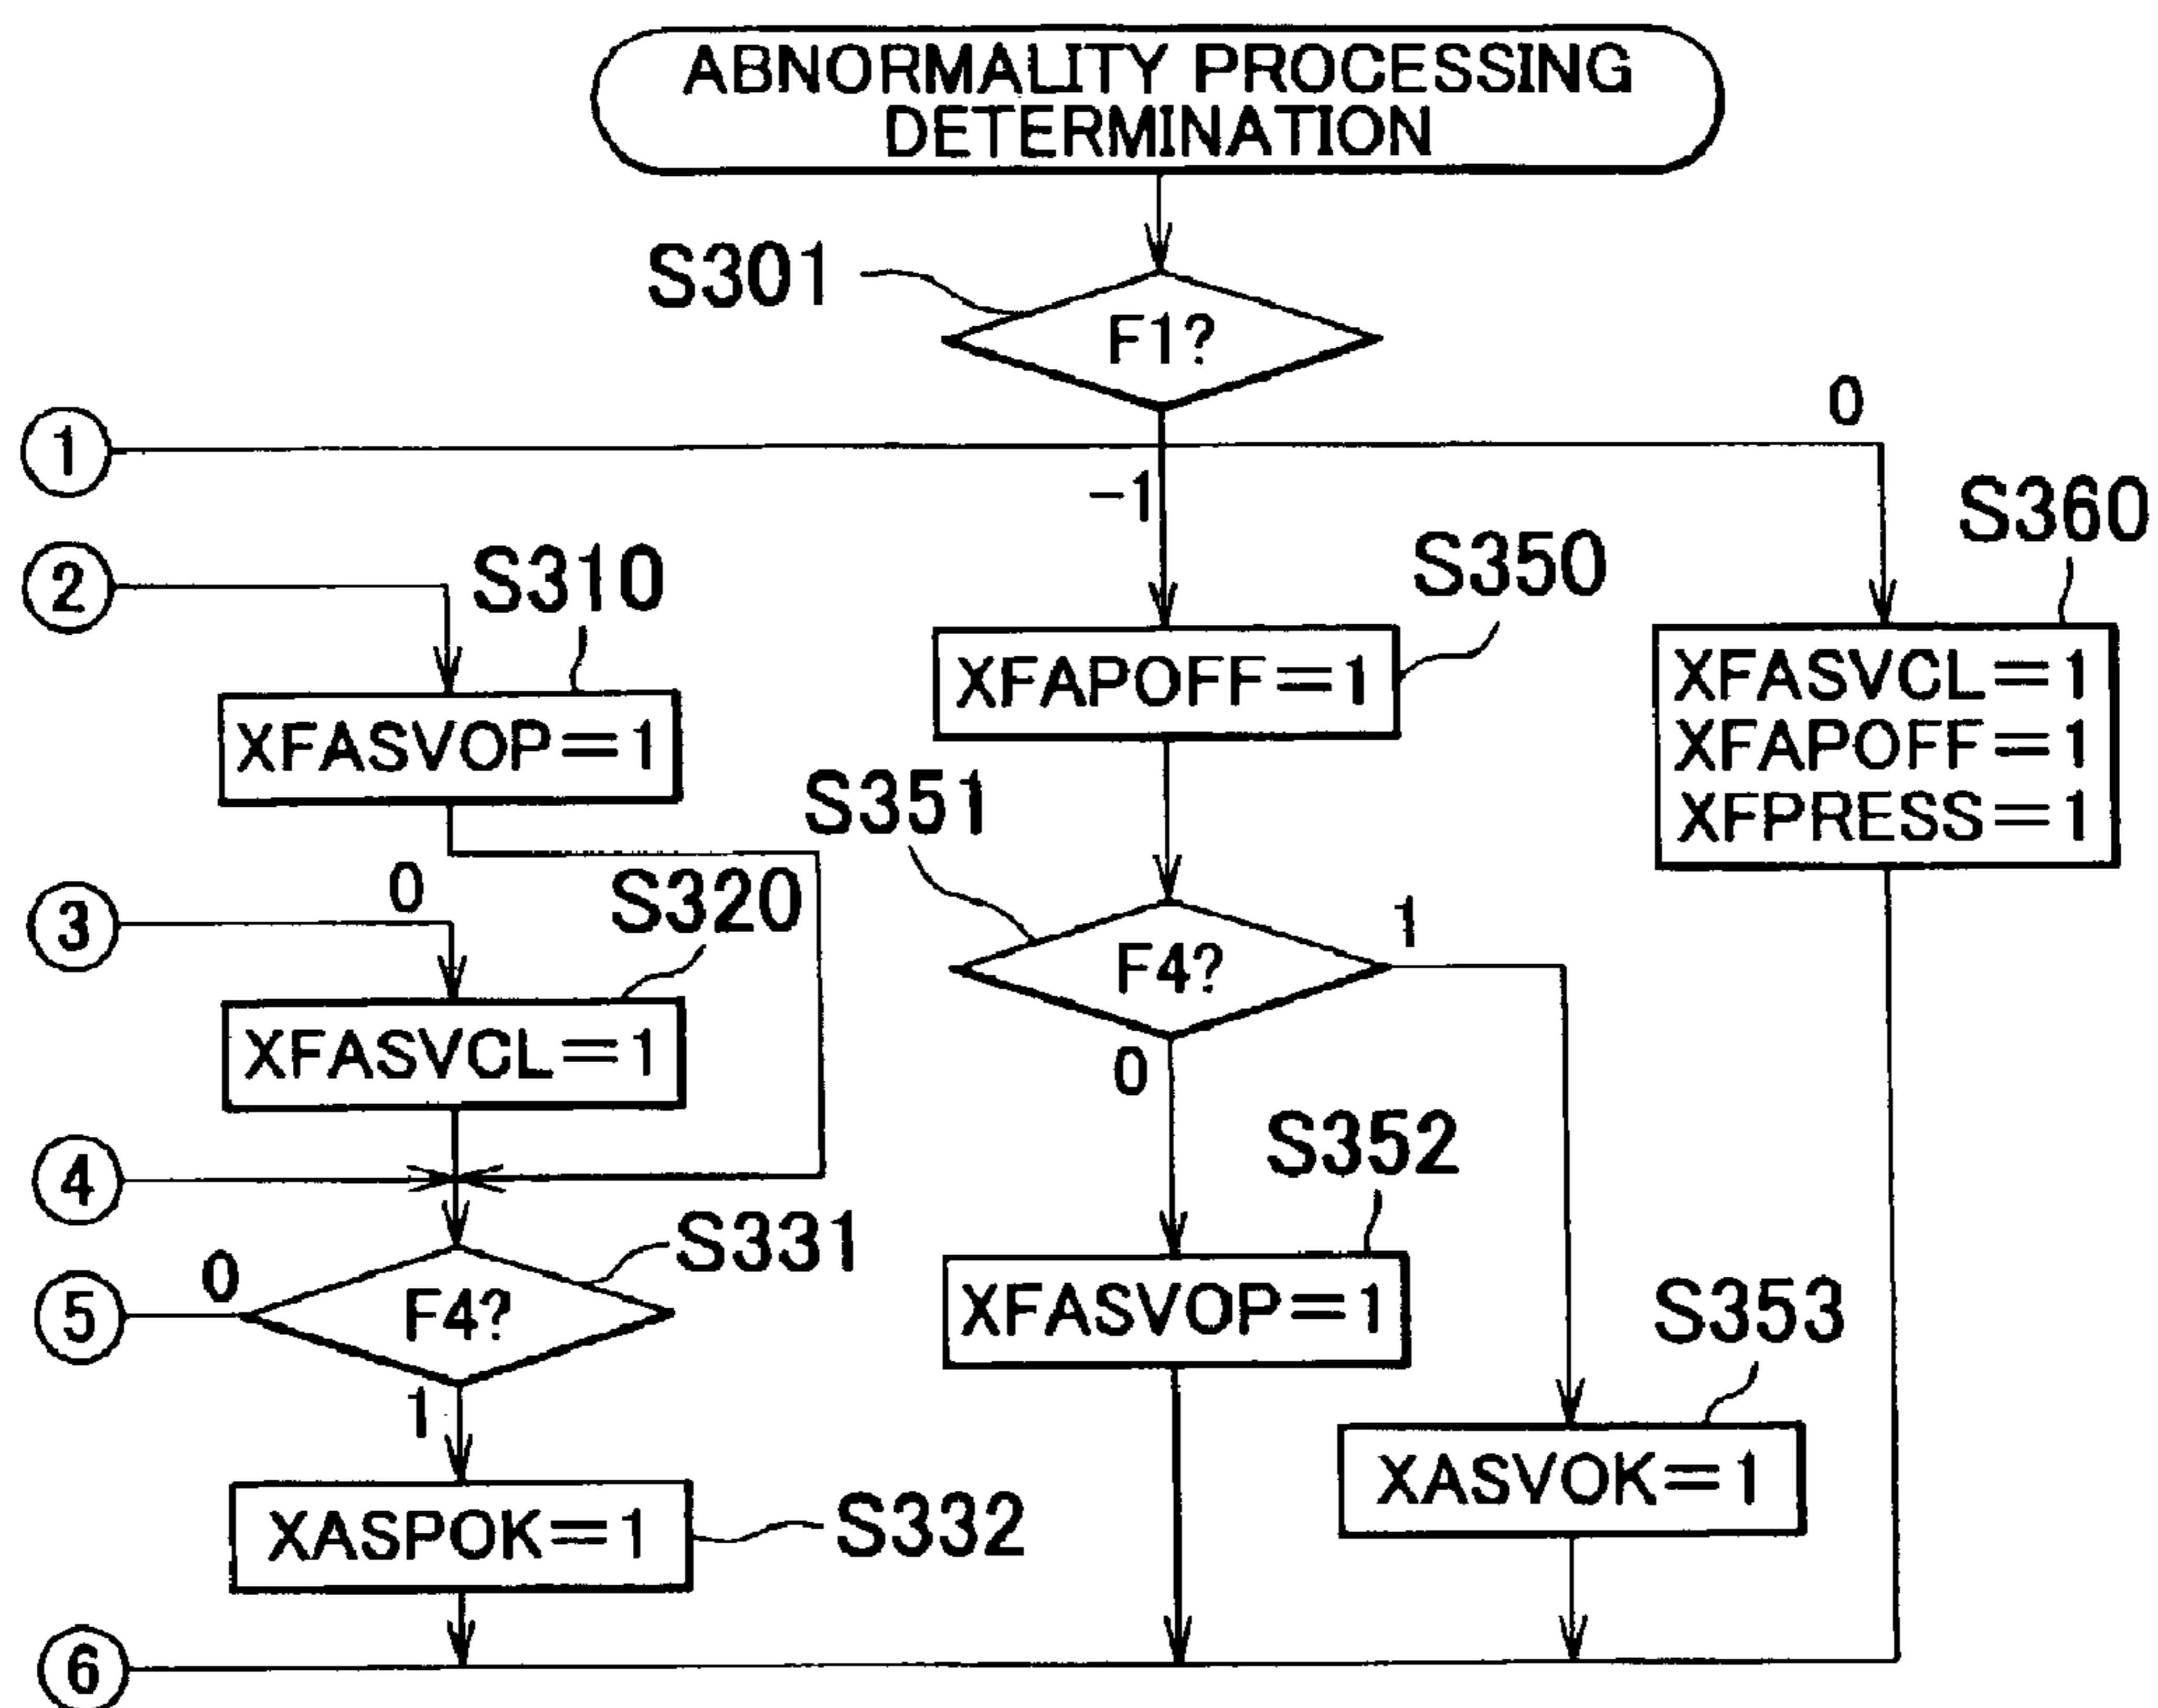 ABNORMALITY PROCESSING
DETERMINATION
S301
F1?
0
1
−1
S360
2
S310
S350
XFASVOP=1
XFAPOFF=1
XFASVCL=1
XFAPOFF=1
XFPRESS=1
S351
0
S320
3
1
F4?
XFASVCL=1
0
S352
4
S331
0
5
F4?
XFASVOP=1
S353
1
XASPOK=1
S332
XASVOK=1
6